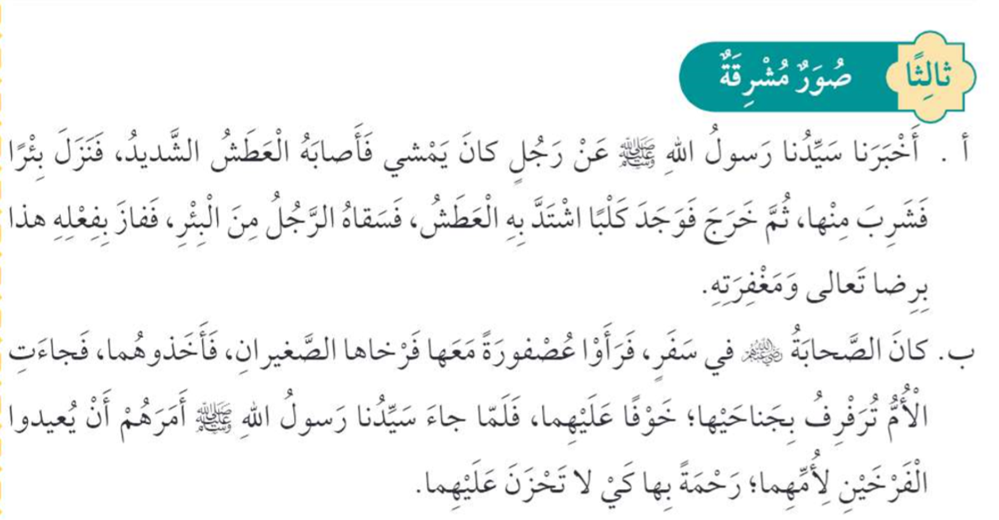 ثالِثًا صُوَرٌ مُشْرِقَةٌ
أ . أَخْبَرَنا سَيِّدُنا رَسولُ اللهِ ﷺ عَنْ رَجُلٍ كانَ يَمْشي فَأَصابَهُ الْعَطَشُ الشَّديدُ، فَنَزَلَ بِئْرًا
فَشَرِبَ مِنْها، ثُمَّ خَرَجَ فَوَجَدَ كَلْبًا اشْتَدَّ بِهِ الْعَطَشُ، فَسَقاهُ الرَّجُلُ مِنَ الْبِئْرِ، فَفازَ بِفِعْلِهِ هذا
بِرِضا تَعالى وَمَغْفِرَتِهِ.
ب. كانَ الصَّحابَةُ رضي الله عنهم في سَفَرٍ، فَرَأَوْا عُصْفورَةً مَعَها فَرْخاها الصَّغيرانِ، فَأَخَذوهُما، فَجاءَتِ
الْأُمُّ تُرَفْرِفُ بِجَناحَيْها؛ خَوْفًا عَلَيْهِما، فَلَمّا جاءَ سَيِّدُنا رَسولُ اللهِ ﷺ أَمَرَهُمْ أَنْ يُعيدوا
الْفَرْخَيْنِ لِأُمِّهِما؛ رَحْمَةً بِها كَيْ لا تَحْزَنَ عَلَيْهِما.